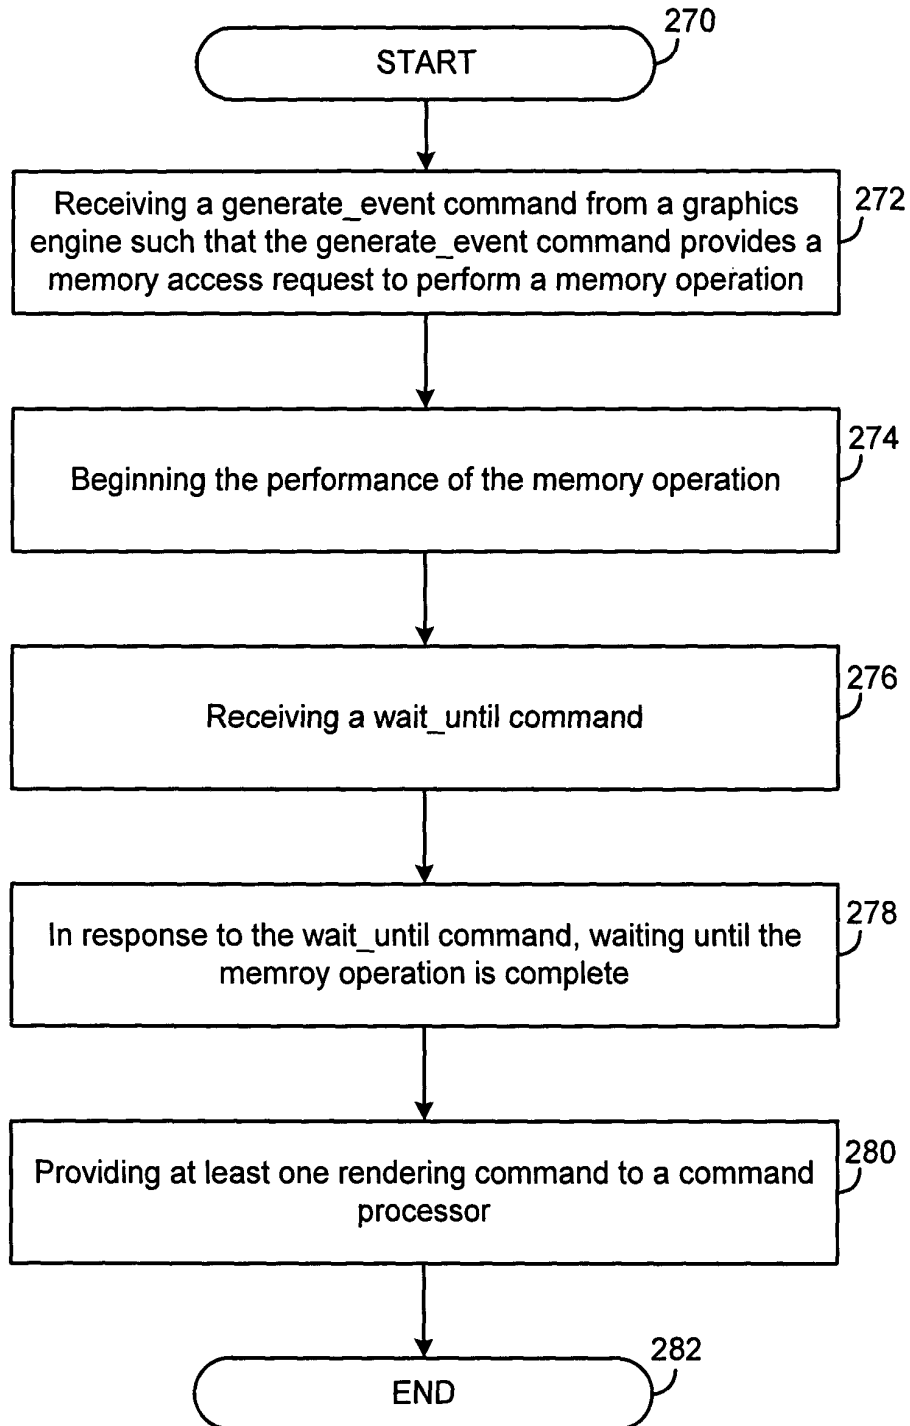 270
START
272
Receiving a generate_event command from a graphics
engine such that the generate_event command provides a
memory access request to perform a memory operation
274
Beginning the performance of the memory operation
276
Receiving a wait_until command
278
In response to the wait_until command, waiting until the
memroy operation is complete
280
Providing at least one rendering command to a command
processor
282
END